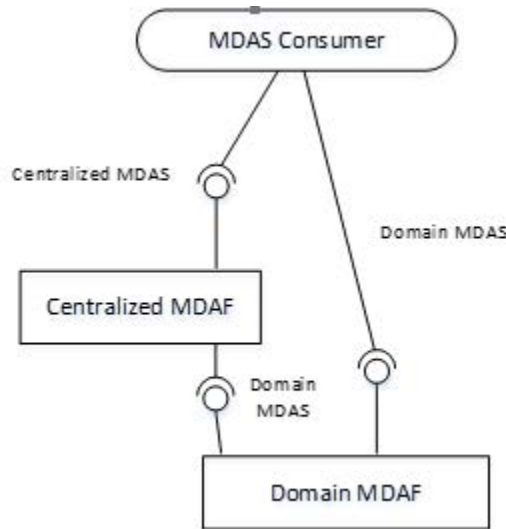 MDAS Consumer
Centralized MDAS
Domain MDAS
Centralized MDAF
Domain
MDAS
Domain MDAF